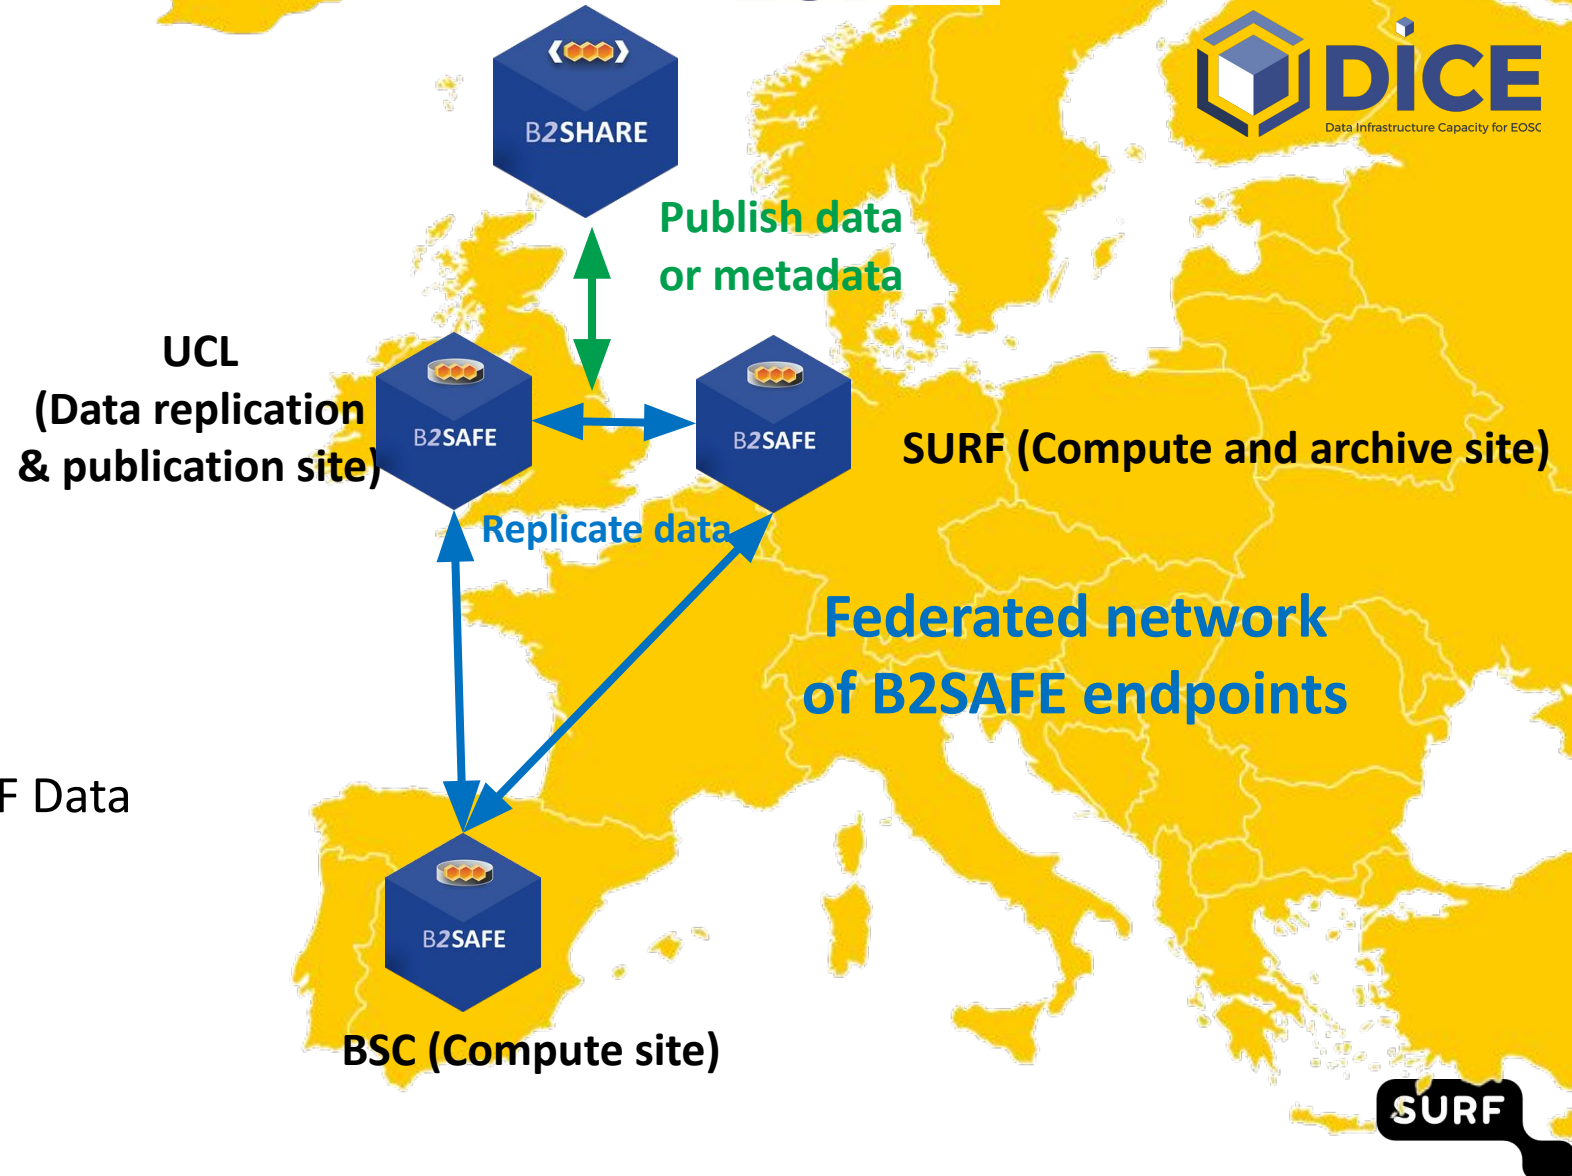 DICE
Data Infrastructure Capacity for EOSC
B2SHARE
Publish data
or metadata
UCL
(Data replication
& publication site)
B2SAFE
B2SAFE
SURF (Compute and archive site)
Replicate data
Federated network
of B2SAFE endpoints
F Data
B2SAFE
BSC (Compute site)
SURF